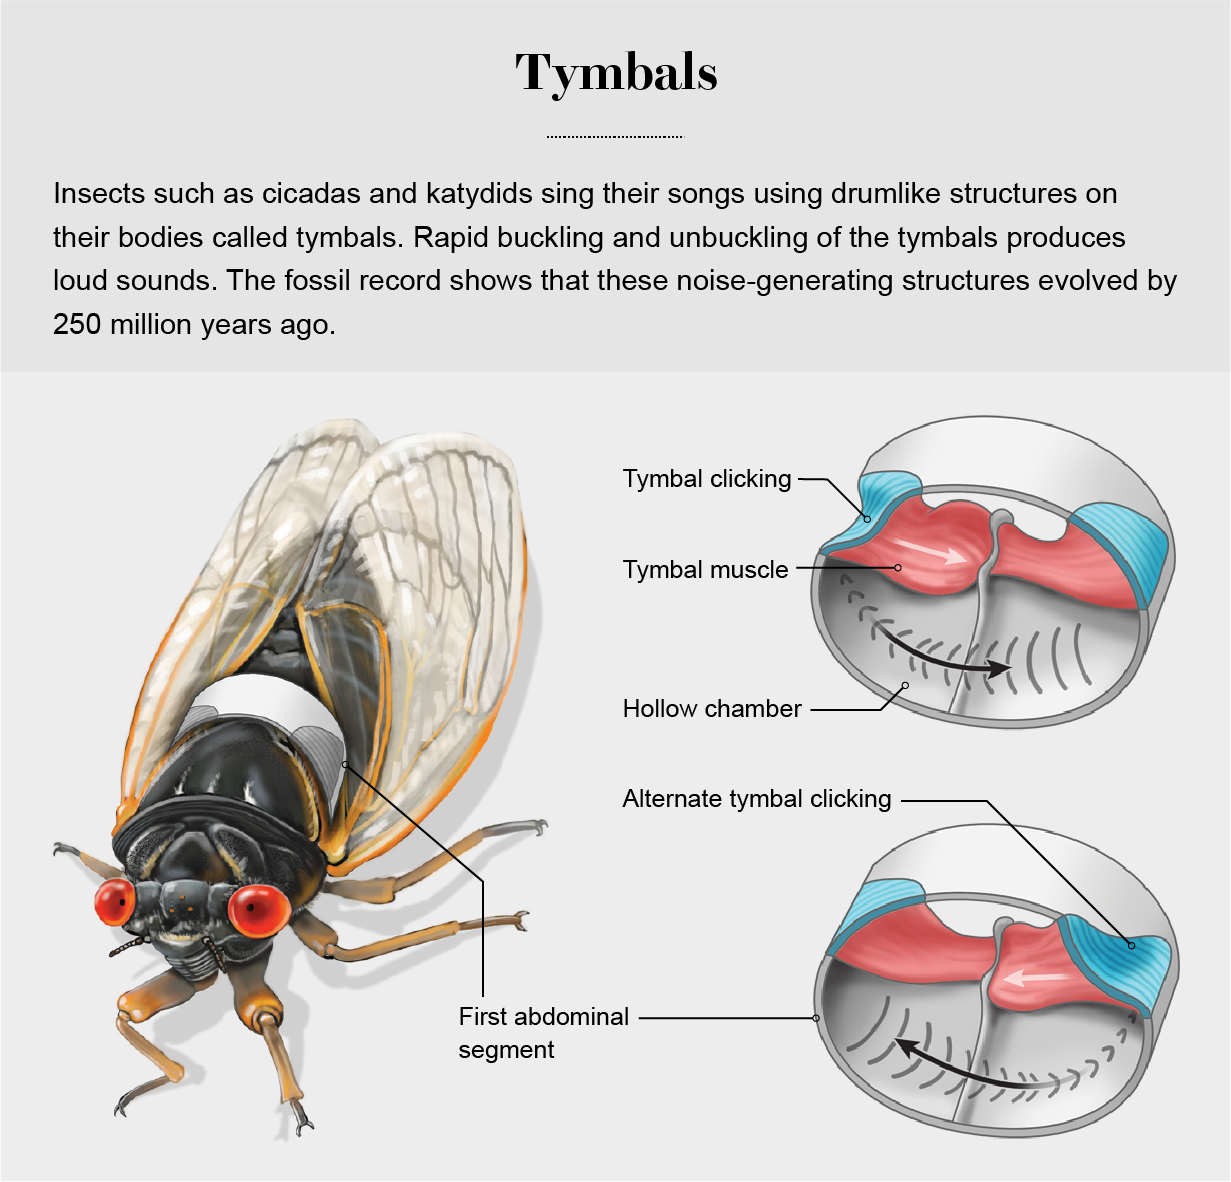 Tymbals
Insects such as cicadas and katydids sing their songs using drumlike structures on
their bodies called tymbals. Rapid buckling and unbuckling of the tymbals produces
loud sounds. The fossil record shows that these noise-generating structures evolved by
250 million years ago.
Tymbal clicking
Tymbal muscle
Hollow chamber
Alternate tymbal clicking
First abdominal
segment